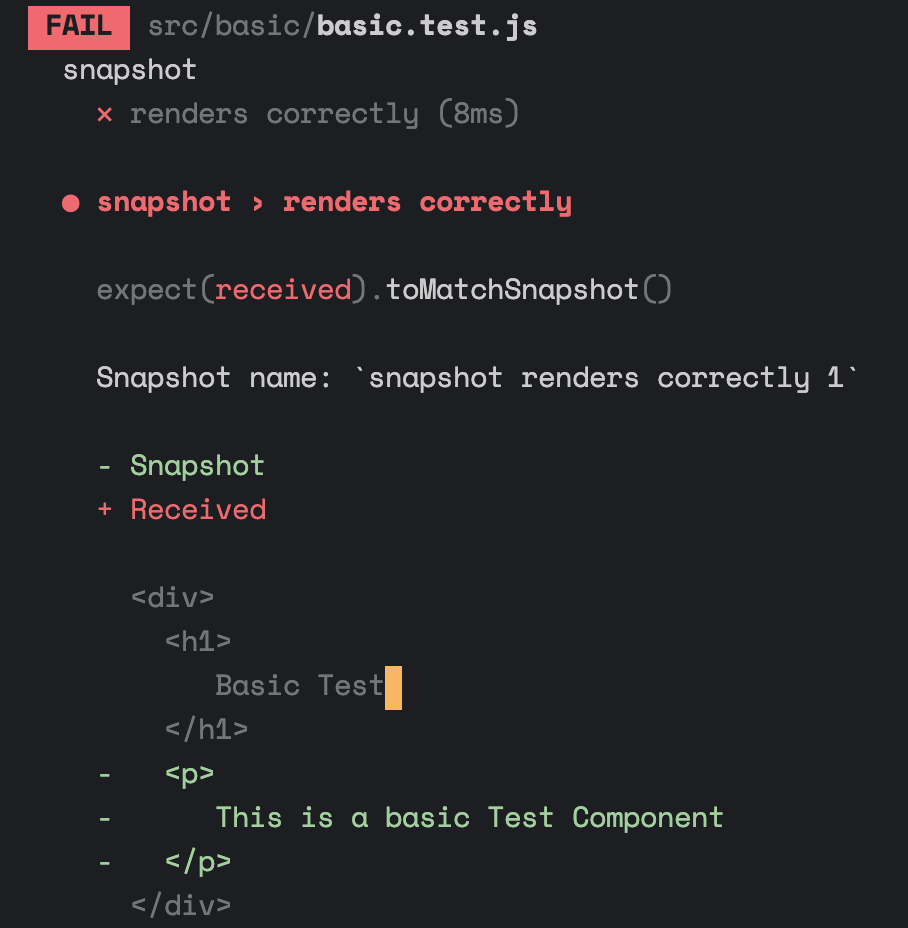 FAIL src/basic/basic.test.js
snapshot
× renders correctly (8ms)
● snapshot › renders correctly
expect(received).toMatchSnapshot()
Snapshot name: `snapshot renders correctly 1`
- Snapshot
+ Received
<div>
<h1>
Basic Test
</h1>
- <p>
- This is a basic Test Component
- </p>
</div>